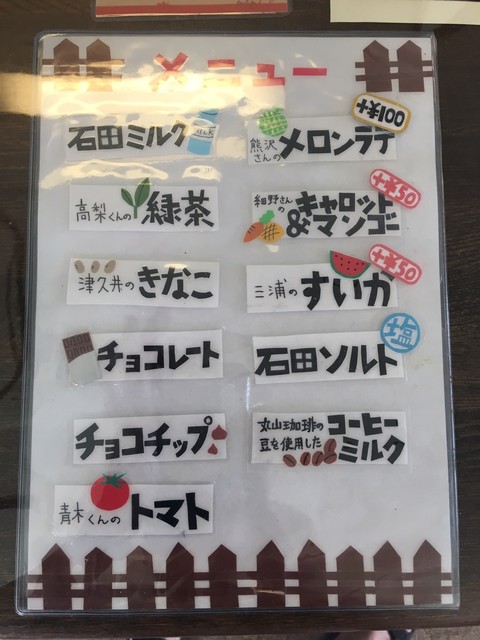 メニュー
石田ミルク
MILK
高梨くんの緑茶
津久井のきなこ
チョコレート
チョコチップ
青木くんのトマト
+¥100
熊沢
さんのメロンラテ
+¥50
細野さん
の
キャロット
&マンゴー
+¥50
三浦のすいか
塩
石田ソルト
丸山珈琲の
豆を使用した
コーヒー
ミルク